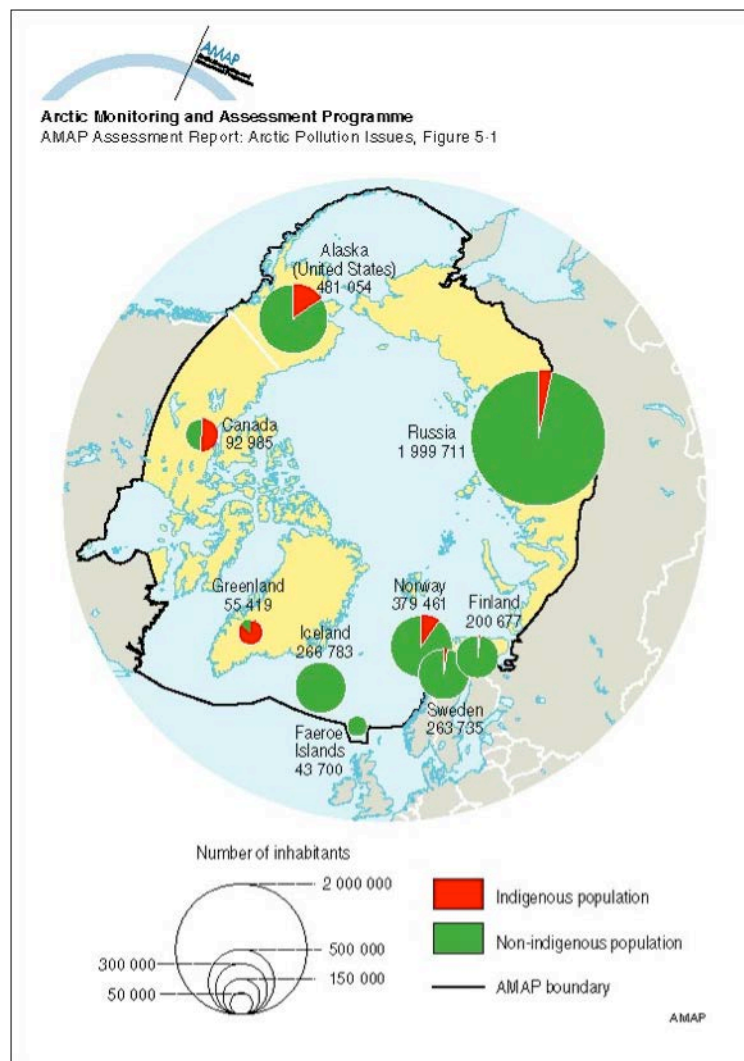 AMAP
Arctic Monitoring and Assessment Programme
AMAP Assessment Report: Arctic Pollution Issues, Figure 5·1
Alaska
(United States)
481 054
Canada
92 985
Russia
1 999 711
Greenland
55 419
Iceland
266 783
Norway
379 461
Finland
200 677
Sweden
263 735
Faeroe
Islands
43 700
Number of inhabitants
2 000 000
500 000
300 000
150 000
50 000
Indigenous population
Non-indigenous population
AMAP boundary
AMAP